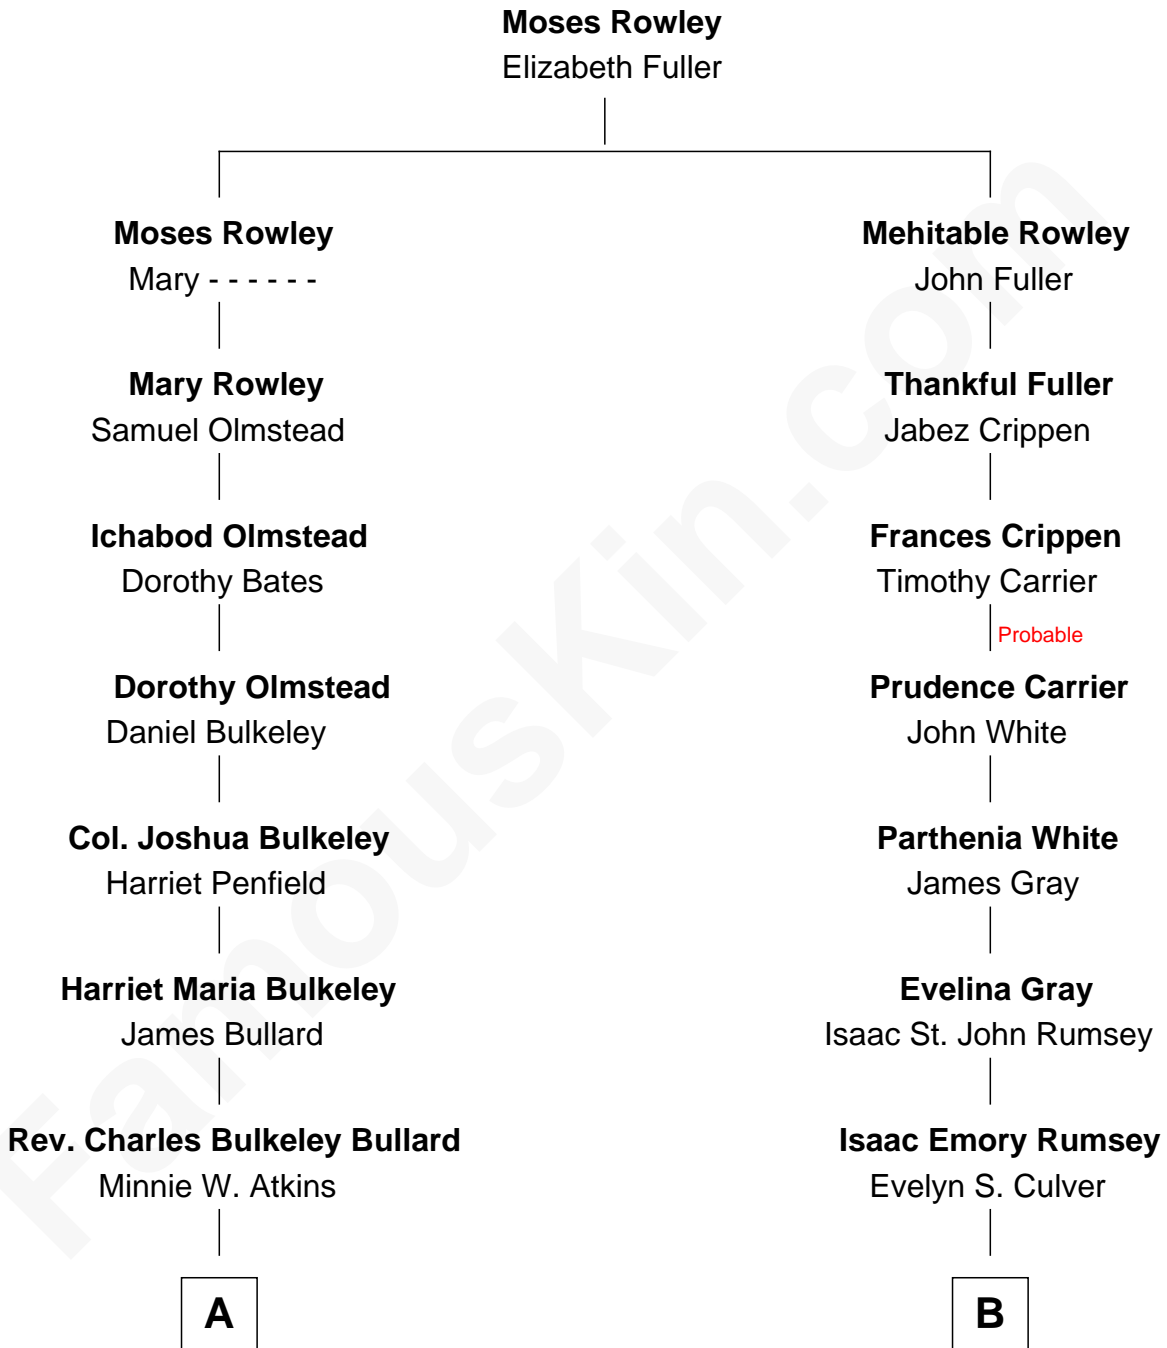 Moses Rowley
Elizabeth Fuller
Moses Rowley
Mary - - - - - -
Mehitable Rowley
John Fuller
Mary Rowley
Samuel Olmstead
Thankful Fuller
Jabez Crippen
Ichabod Olmstead
Dorothy Bates
Frances Crippen
Timothy Carrier
Probable
Dorothy Olmstead
Daniel Bulkeley
Prudence Carrier
John White
Col. Joshua Bulkeley
Harriet Penfield
Parthenia White
James Gray
Harriet Maria Bulkeley
James Bullard
Evelina Gray
Isaac St. John Rumsey
Rev. Charles Bulkeley Bullard
Minnie W. Atkins
Isaac Emory Rumsey
Evelyn S. Culver
A
B
FamousKin.com